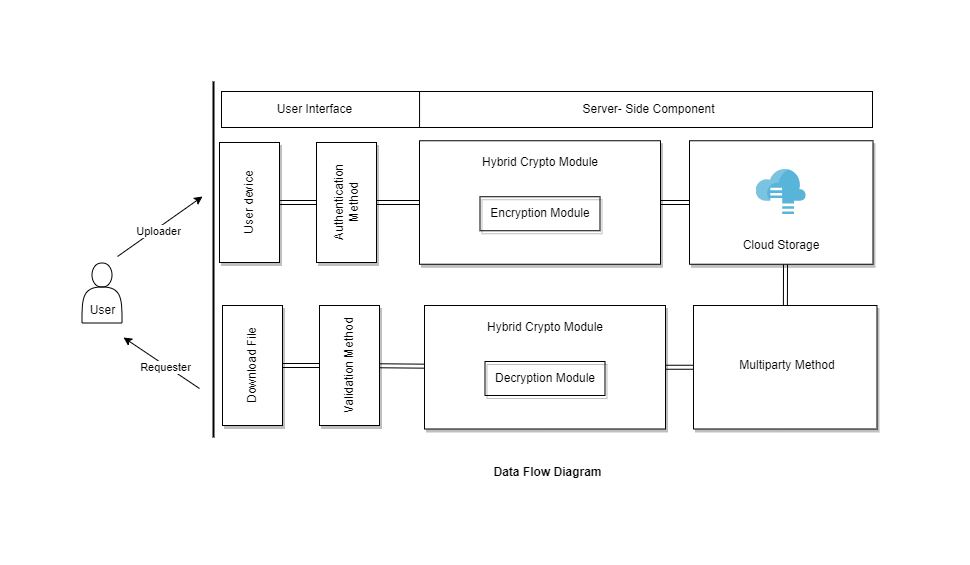 User Interface
Server- Side Component
User device
Authentication
Method
Hybrid Crypto Module
Encryption Module
Cloud Storage
Uploader
User
Requester
Download File
Validation Method
Hybrid Crypto Module
Decryption Module
Multiparty Method
Data Flow Diagram